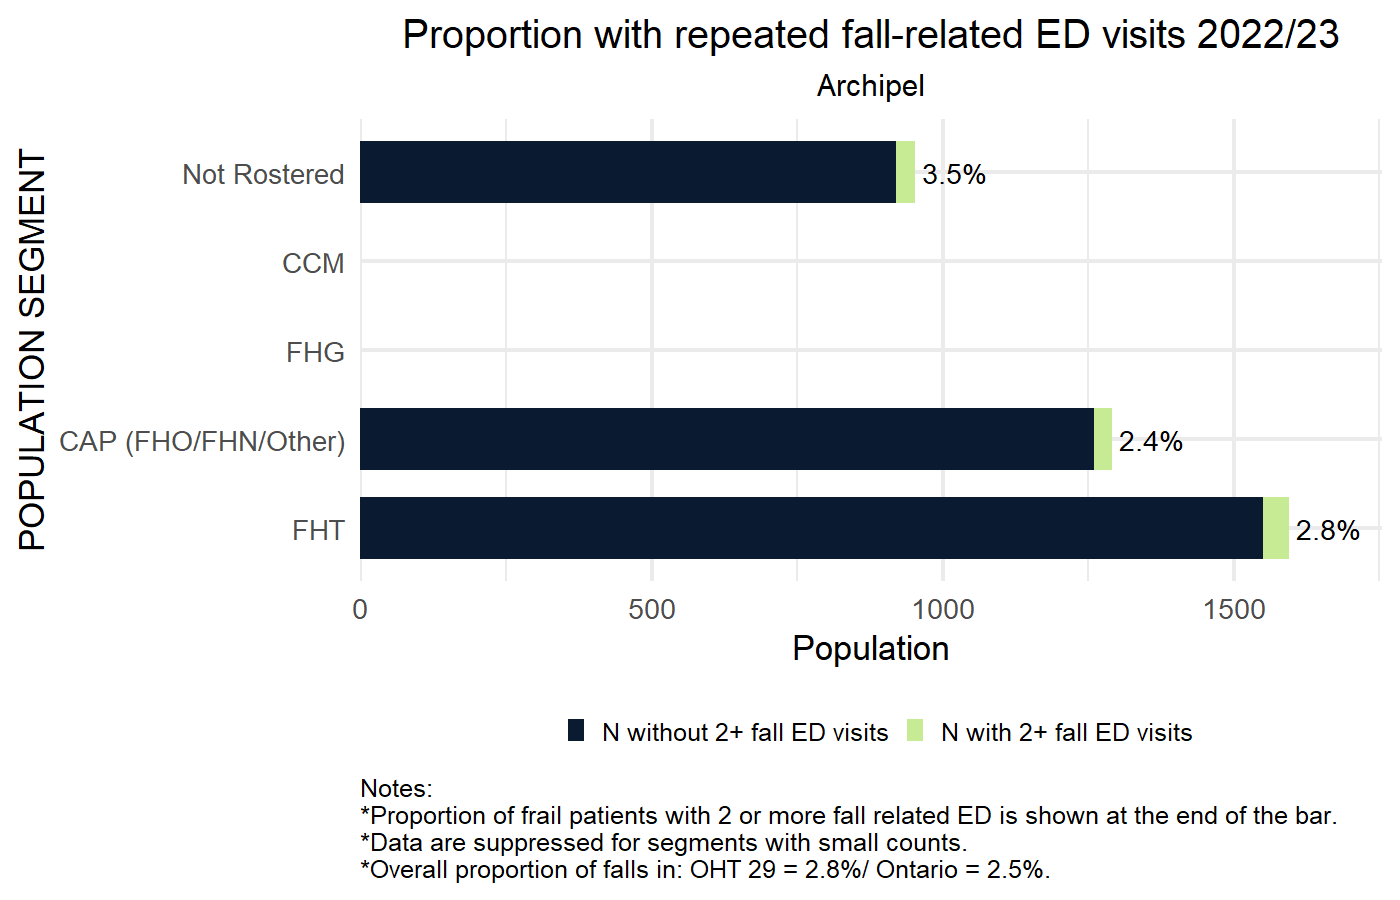 Proportion with repeated fall-related ED visits 2022/23
Archipel
POPULATION SEGMENT
Not Rostered
3.5%
CCM
FHG
CAP (FHO/FHN/Other)
2.4%
FHT
2.8%
0
500
1000
1500
Population
N without 2+ fall ED visits
N with 2+ fall ED visits
Notes:
*Proportion of frail patients with 2 or more fall related ED is shown at the end of the bar.
*Data are suppressed for segments with small counts.
*Overall proportion of falls in: OHT 29 = 2.8%/ Ontario = 2.5%.